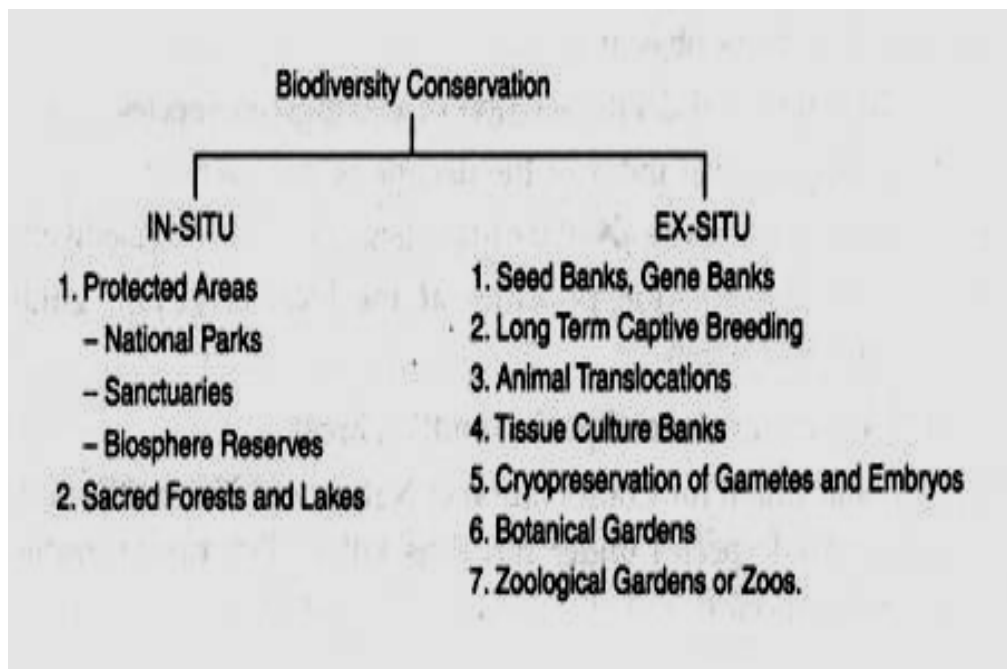 Biodiversity Conservation
IN-SITU
1. Protected Areas
– National Parks
– Sanctuaries
– Biosphere Reserves
2. Sacred Forests and Lakes
EX-SITU
1. Seed Banks, Gene Banks
2. Long Term Captive Breeding
3. Animal Translocations
4. Tissue Culture Banks
5. Cryopreservation of Gametes and Embryos
6. Botanical Gardens
7. Zoological Gardens or Zoos.